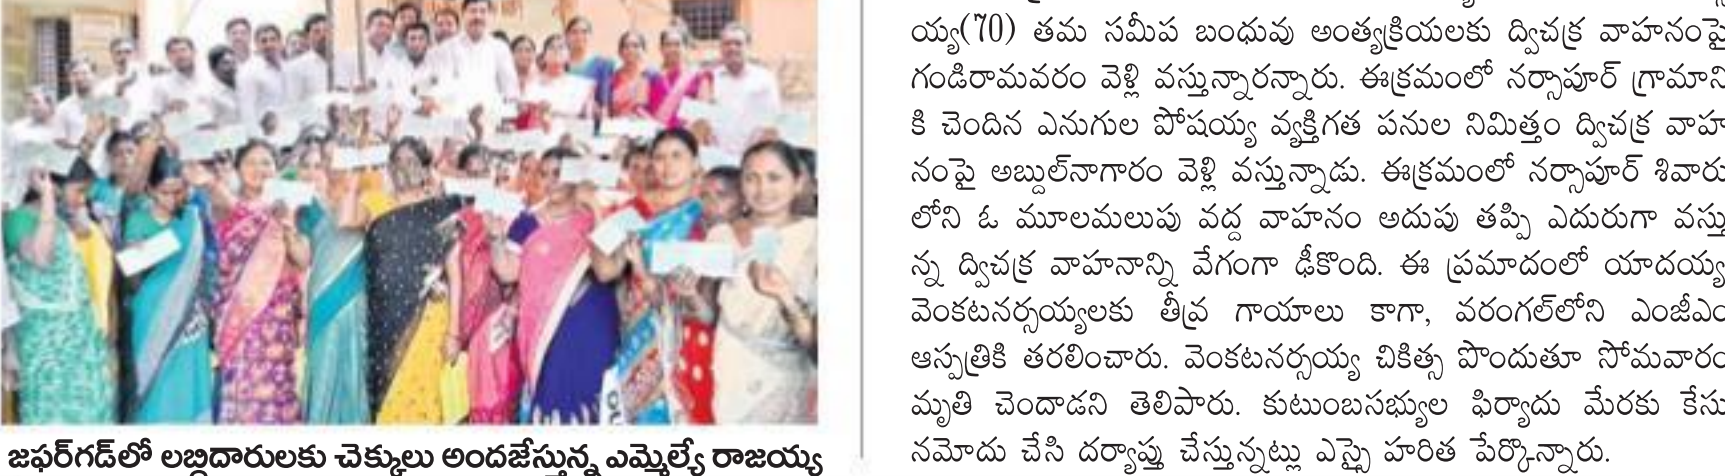 జఫర్‌గడ్‌లో లబ్ధిదారులకు చెక్కులు అందజేస్తున్న ఎమ్మెల్యే రాజయ్య
య్య(70) తమ సమీప బంధువు అంత్యక్రియలకు ద్విచక్ర వాహనంపై
గండిరామవరం వెళ్లి వస్తున్నారన్నారు. ఈక్రమంలో నర్సాపూర్ గ్రామాని
కి చెందిన ఎనుగుల పోషయ్య వ్యక్తిగత పనుల నిమిత్తం ద్విచక్ర వాహ
నంపై అబ్దుల్‌నాగారం వెళ్లి వస్తున్నాడు. ఈక్రమంలో నర్సాపూర్ శివారు
లోని ఓ మూలమలుపు వద్ద వాహనం అదుపు తప్పి ఎదురుగా వస్తు
న్న ద్విచక్ర వాహనాన్ని వేగంగా ఢీకొంది. ఈ ప్రమాదంలో యాదయ్య
వెంకటనర్సయ్యలకు తీవ్ర గాయాలు కాగా, వరంగల్‌లోని ఎంజీఎం
ఆస్పత్రికి తరలించారు. వెంకటనర్సయ్య చికిత్స పొందుతూ సోమవారం
మృతి చెందాడని తెలిపారు. కుటుంబసభ్యుల ఫిర్యాదు మేరకు కేసు
నమోదు చేసి దర్యాప్తు చేస్తున్నట్లు ఎస్సై హరిత పేర్కొన్నారు.